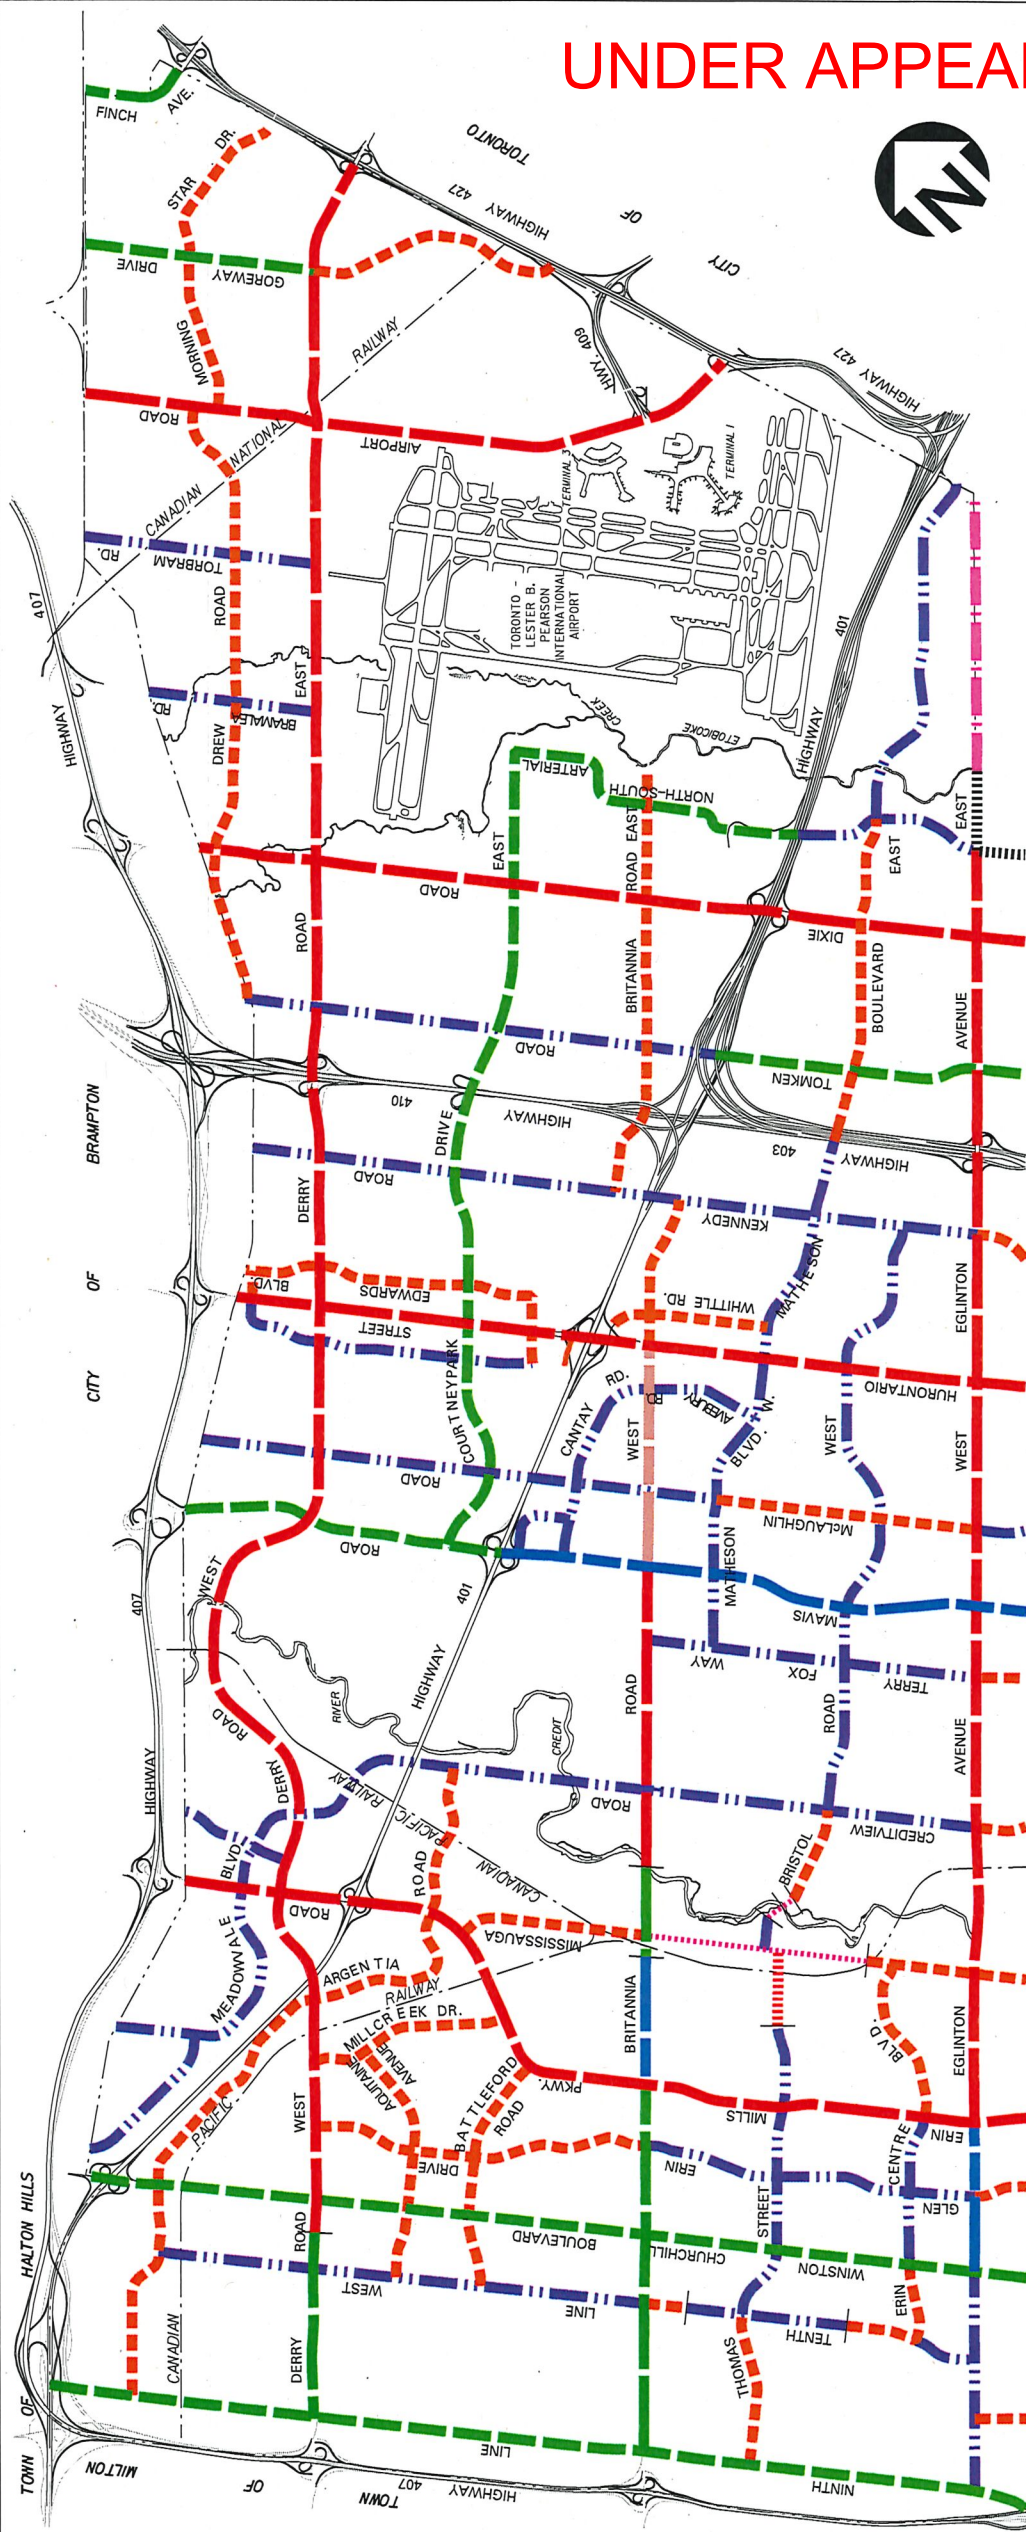 UNDER APPEAL
N
FINCH
AVE.
STAR
DR.
TORONTO
OF
CITY
HIGHWAY 427
DRIVE
GOREWAY
MORNING
RAILWAY
NATIONAL
CANADIAN
HWY. 409
HIGHWAY 427
ROAD
AIRPORT
TERMINAL 3
TERMINAL 1
RD.
TORBRAM
ROAD
407
TORONTO -
LESTER B.
PEARSON
INTERNATIONAL
AIRPORT
401
EAST
RD.
BRAMALEA
DREW
HIGHWAY
CREEK
ETOBICOKE
HIGHWAY
ARTERIAL
NORTH-SOUTH
EAST
EAST
EAST
EAST
ROAD
ROAD
ROAD
DIXIE
BRITANNIA
BOULEVARD
AVENUE
ROAD
TOMKEN
BRAMPTON
410
HIGHWAY
403
HIGHWAY
DRIVE
ROAD
DERRY
KENNEDY
OF
BLVD.
EDWARDS
STREET
WHITTLE RD.
MATHESON
EGLINTON
CITY
COURTNEYPARK
HURONTARIO
RD.
RD.
AVEBURY
CANTAY
WEST
BLVD.
W.
WEST
WEST
ROAD
McLAUGHLIN
ROAD
WEST
407
401
MATHESON
MAVIS
WAY
FOX
TERRY
RIVER
HIGHWAY
ROAD
CREDIT
ROAD
ROAD
AVENUE
HIGHWAY
DERRY
RAILWAY
PACIFIC
CANADIAN
ROAD
CREDITVIEW
BRISTOL
BLVD.
ROAD
ROAD
MISSISSAUGA
MEADOWVALE
ARGENTIA
RAILWAY
MILLCREEK DR.
AVENUE
AQUITAINE
BRITANNIA
BLVD.
EGLINTON
PACIFIC
WEST
BATTLEFORD
ROAD
PKWY.
MILLS
ERIN
DRIVE
ERIN
CENTRE
GLEN
STREET
HALTON HILLS
ROAD
BOULEVARD
CHURCHILL
WINSTON
WEST
LINE
TENTH
ERIN
OF
CANADIAN
DERRY
THOMAS
TOWN
LINE
NINTH
MILTON
OF
TOWN
407
HIGHWAY